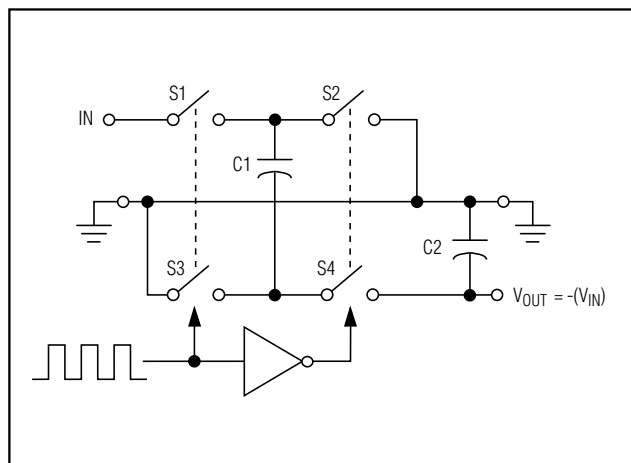 S1
S2
IN
C1
S3
S4
C2
V_OUT = -(V_IN)